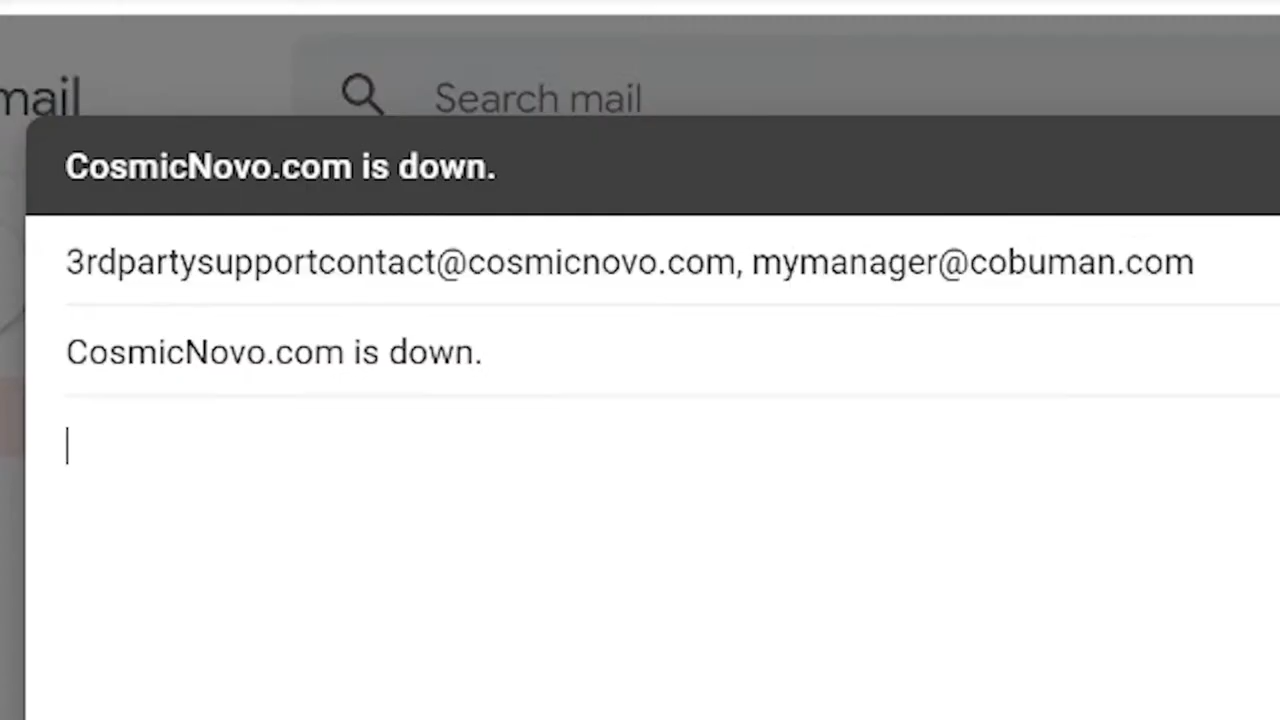 mail
Search mail
CosmicNovo.com is down.
3rdpartysupportcontact@cosmicnovo.com, mymanager@cobuman.com
CosmicNovo.com is down.